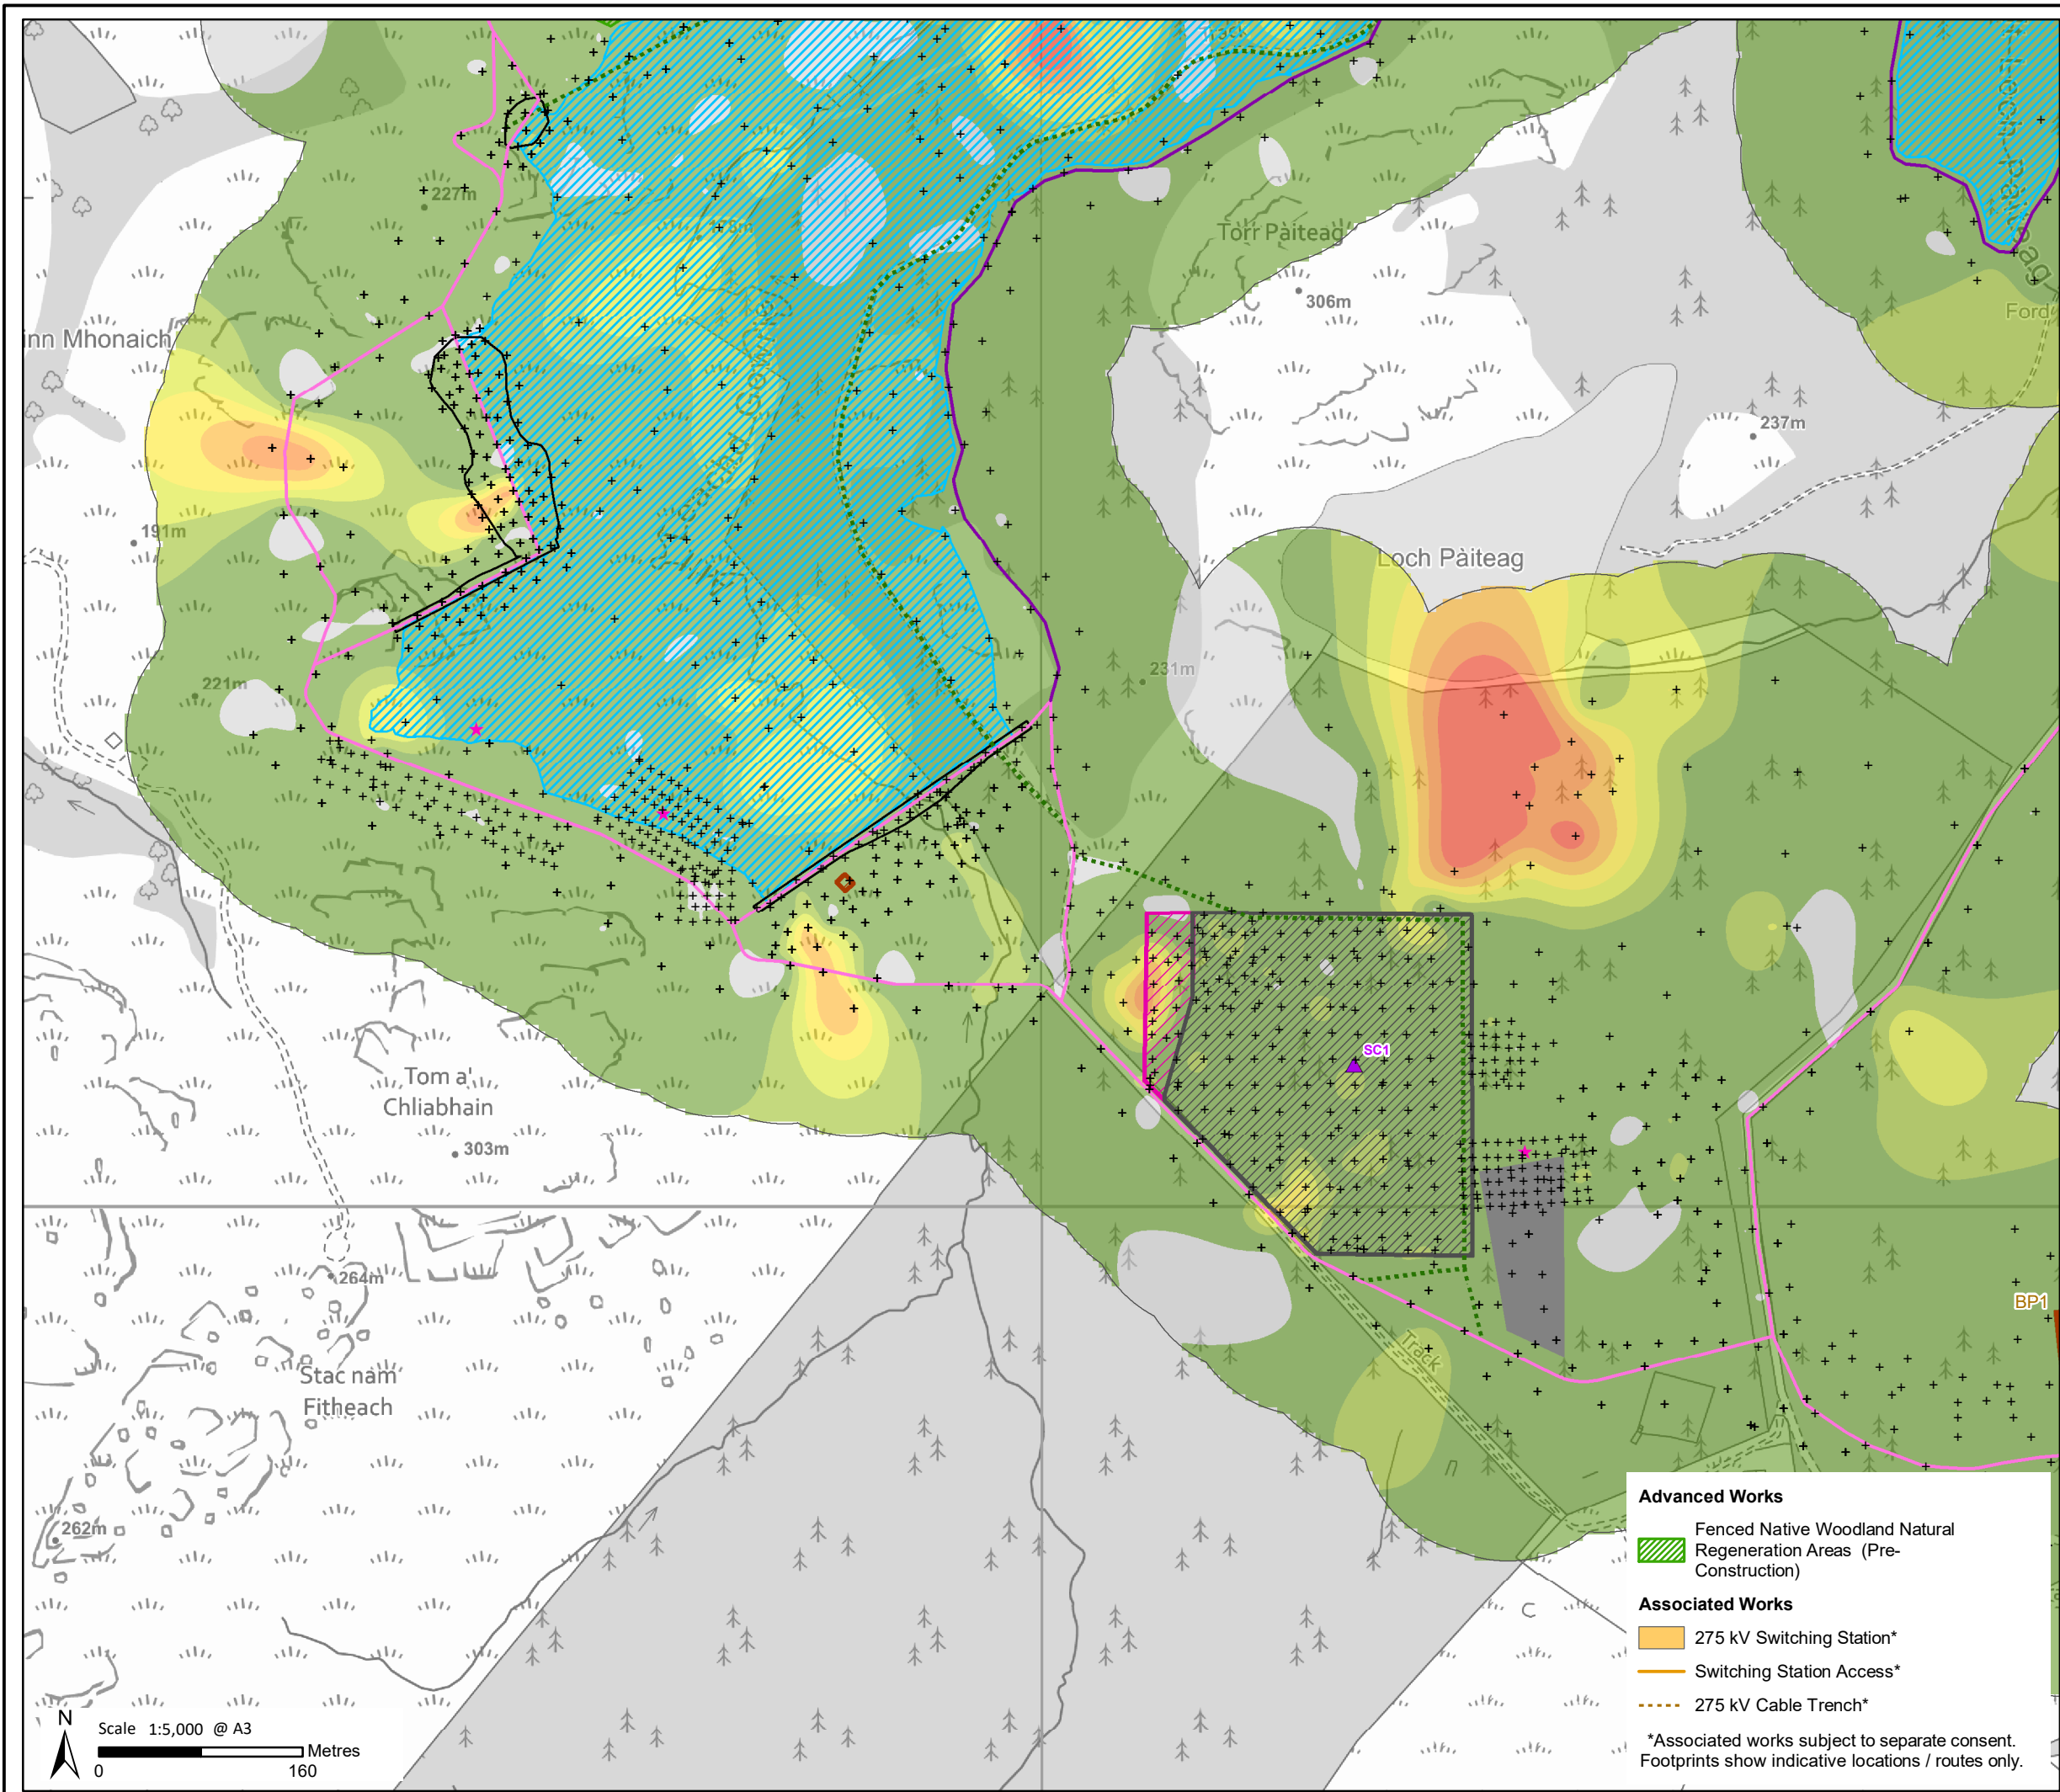 Track
227m
175m
Torr Pàiteag
306m
Ford
inn Mhonaich
237m
191m
Loch Pàiteag
231m
221m
SC1
Tom a'
Chliabhain
303m
264m
BP1
Stac nam
Fitheach
Track
262m
Advanced Works
Fenced Native Woodland Natural
Regeneration Areas (Pre-
Construction)
Associated Works
275 kV Switching Station*
Switching Station Access*
275 kV Cable Trench*
*Associated works subject to separate consent.
Footprints show indicative locations / routes only.
N
Scale 1:5,000 @ A3
Metres
0 160